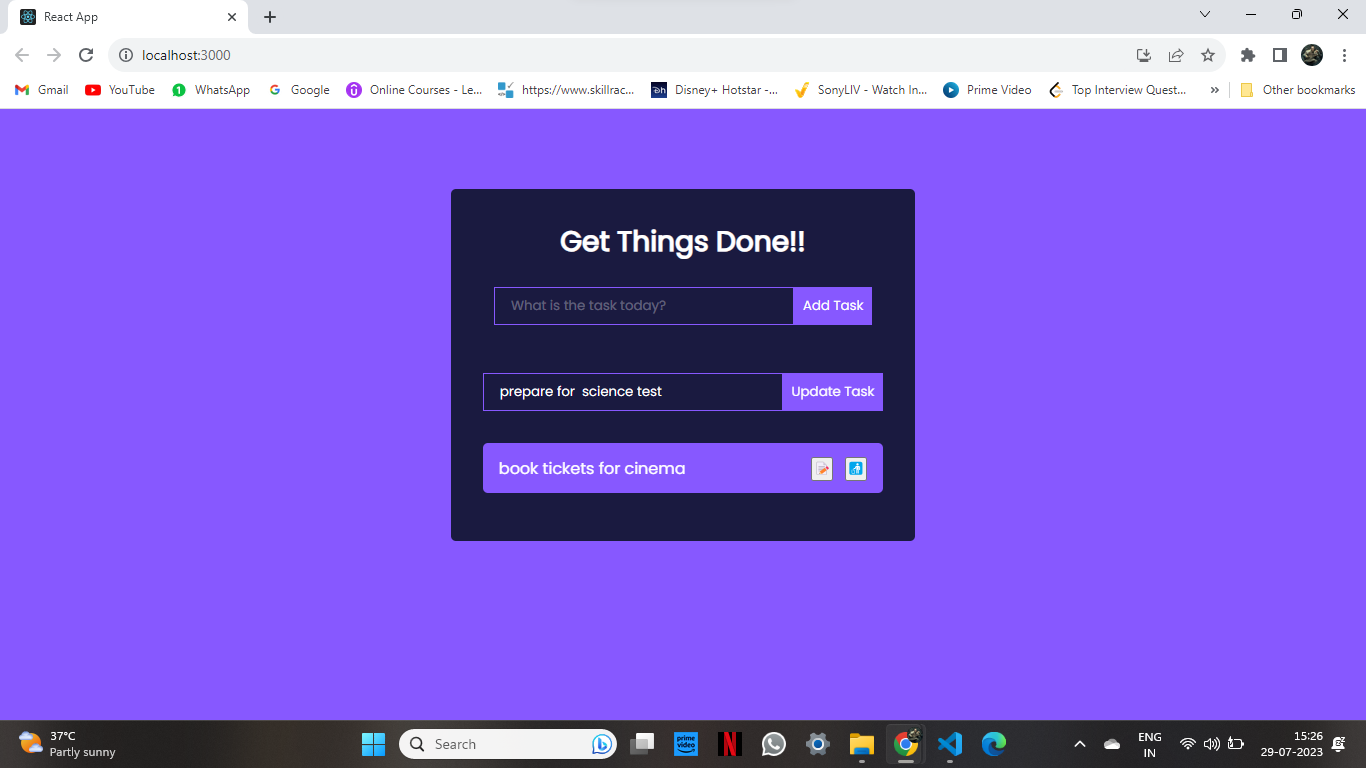 React App
localhost:3000
Gmail YouTube WhatsApp Google Online Courses - Le... https://www.skillrac... Disney+ Hotstar -... SonyLIV - Watch In... Prime Video Top Interview Quest... » Other bookmarks
Get Things Done!!
What is the task today? Add Task
prepare for  science test Update Task
book tickets for cinema
37°C
Partly sunny
Search
prime video
ENG
IN
15:26
29-07-2023